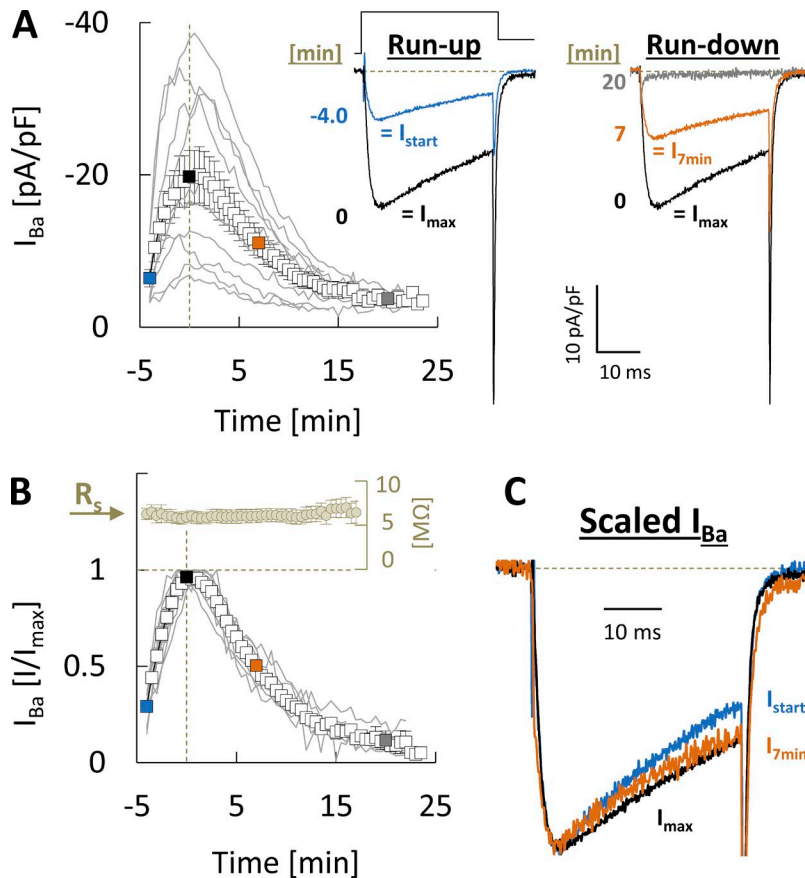 A
I_Ba [pA/pF]
-40
-30
-20
-10
0
-5
5
15
25
Time [min]
[min]
Run-up
-4.0
= I_start
0
= I_max
[min]
Run-down
20
7
= I_7min
0
= I_max
10 pA/pF
10 ms
B
R_s
10
5
0
[MΩ]
I_Ba [I/I_max]
1
0.5
0
-5
5
15
25
Time [min]
C
Scaled I_Ba
10 ms
I_start
I_7min
I_max